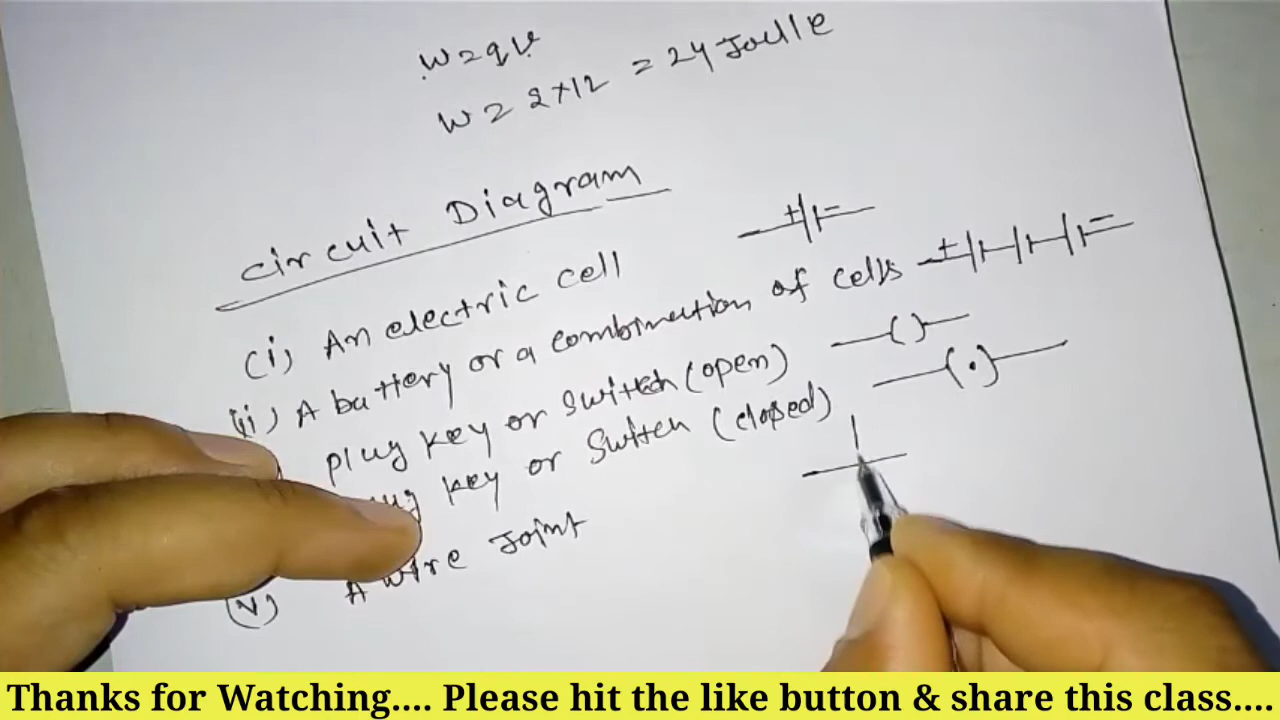 W=qV
W = 2×12 = 24 Joule
Circuit Diagram
(i) An electric cell
(ii) A battery or a combination of cells
plug key or Switch (open)
key or Switch (closed)
(v) A wire Joint
Thanks for Watching.... Please hit the like button & share this class....